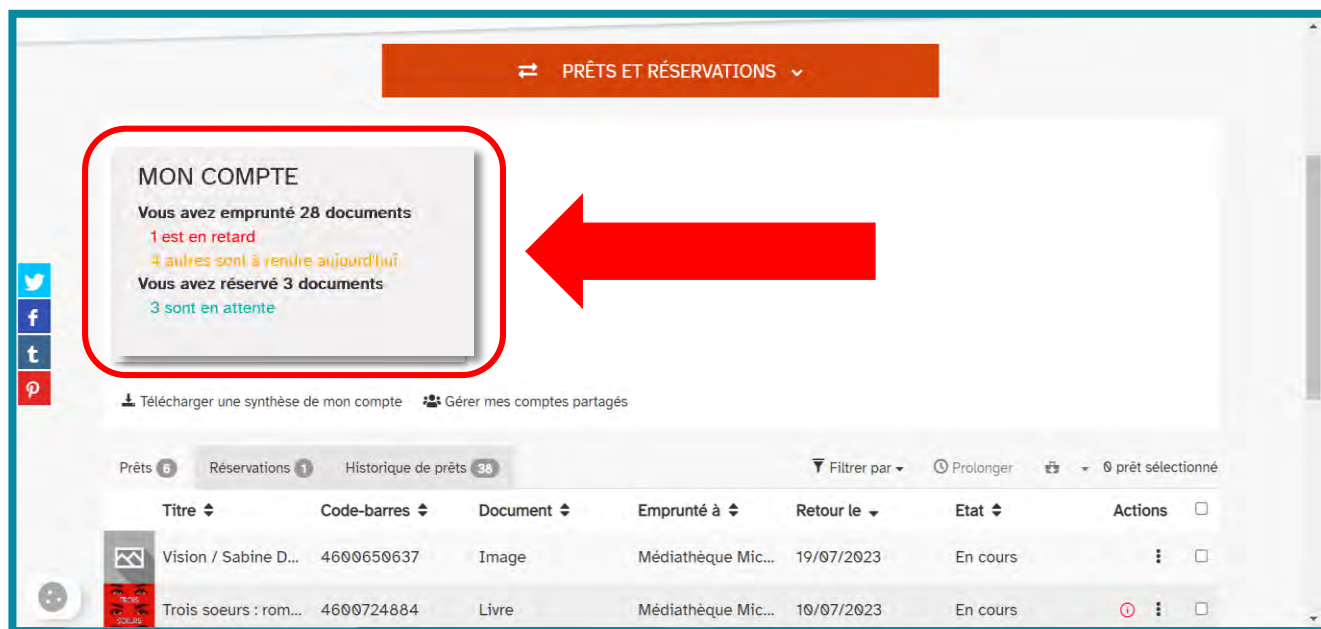 PRÊTS ET RÉSERVATIONS
MON COMPTE
Vous avez emprunté 28 documents
1 est en retard
4 autres sont à rendre aujourd'hui
Vous avez réservé 3 documents
3 sont en attente
f
t
Télécharger une synthèse de mon compte Gérer mes comptes partagés
Prêts 6 Réservations 1 Historique de prêts 38 Filtrer par Prolonger 0 prêt sélectionné
Titre Code-barres Document Emprunté à Retour le Etat Actions
Vision / Sabine D... 4600650637 Image Médiathèque Mic... 19/07/2023 En cours
TROIS
SOEURS
Trois soeurs : rom... 4600724884 Livre Médiathèque Mic... 10/07/2023 En cours